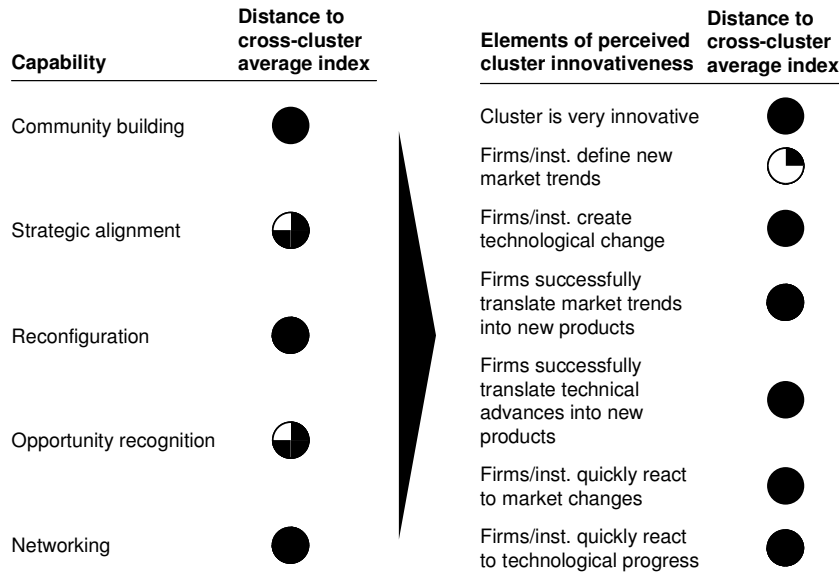 Capability
Distance to
cross-cluster
average index
Community building
Strategic alignment
Reconfiguration
Opportunity recognition
Networking
Elements of perceived
cluster innovativeness
Distance to
cross-cluster
average index
Cluster is very innovative
Firms/inst. define new
market trends
Firms/inst. create
technological change
Firms successfully
translate market trends
into new products
Firms successfully
translate technical
advances into new
products
Firms/inst. quickly react
to market changes
Firms/inst. quickly react
to technological progress